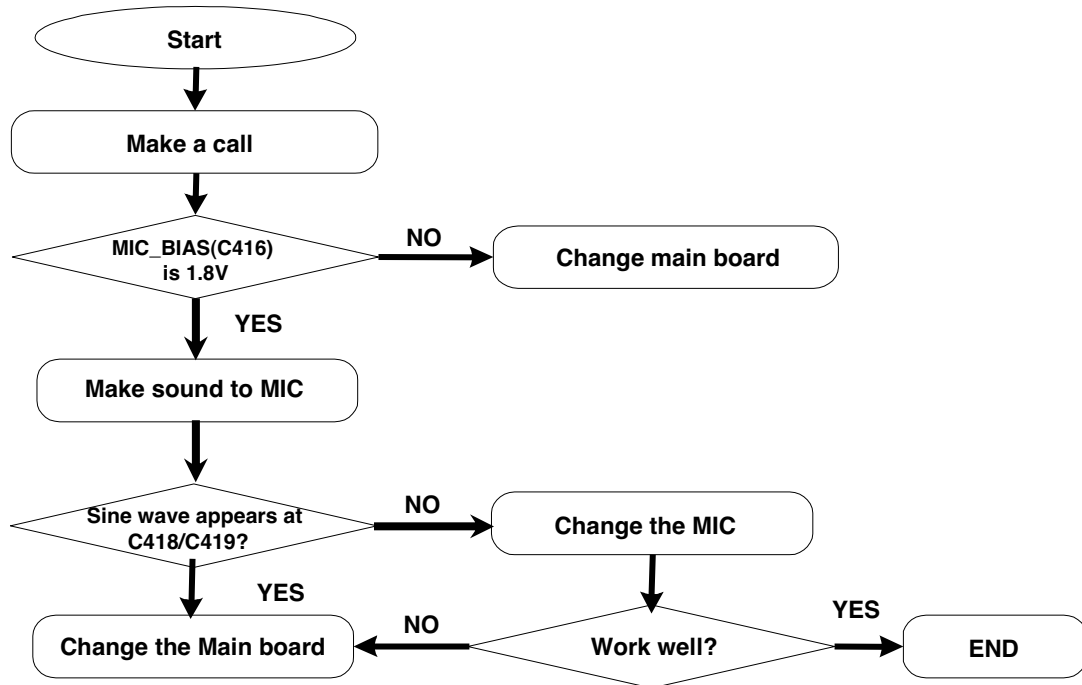 Start
Make a call
MIC_BIAS(C416)
is 1.8V
NO
Change main board
YES
Make sound to MIC
Sine wave appears at
C418/C419?
NO
Change the MIC
YES
Change the Main board
NO
Work well?
YES
END